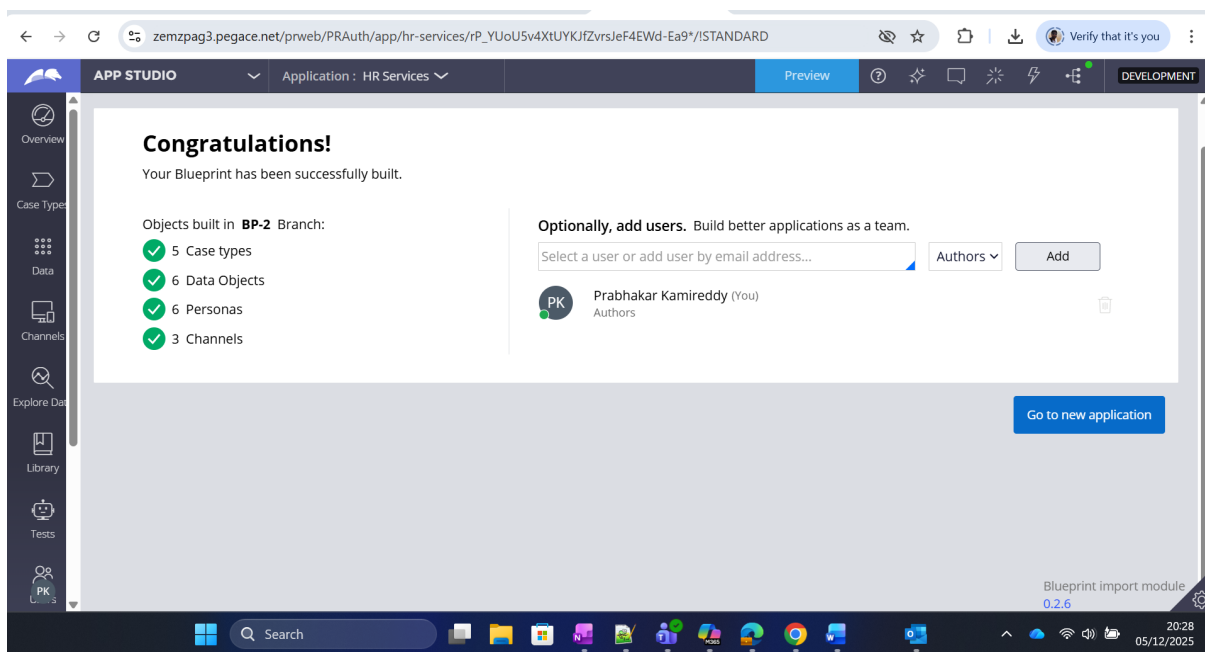 zemzpag3.pegace.net/prweb/PRAuth/app/hr-services/rP_YUoU5v4XtUYKJfZvrsJeF4EWd-Ea9*/!STANDARD
Verify that it's you
APP STUDIO
Application : HR Services
Preview
DEVELOPMENT
Overview
Case Types
Data
Channels
Explore Dat
Library
Tests
PK
Congratulations!
Your Blueprint has been successfully built.
Objects built in BP-2 Branch:
5 Case types
6 Data Objects
6 Personas
3 Channels
Optionally, add users. Build better applications as a team.
Select a user or add user by email address...
Authors
Add
PK
Prabhakar Kamireddy (You)
Authors
Go to new application
Blueprint import module
0.2.6
Search
20:28
05/12/2025